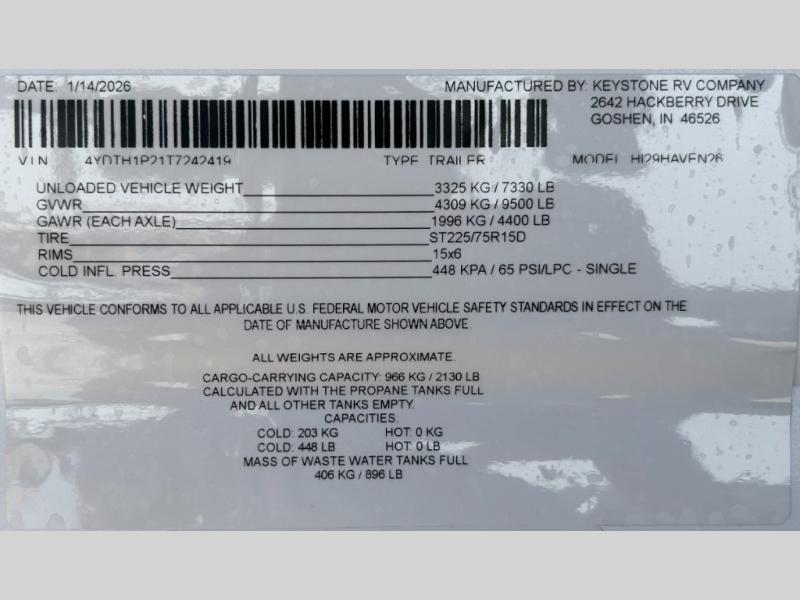 DATE: 1/14/2026 MANUFACTURED BY: KEYSTONE RV COMPANY
2642 HACKBERRY DRIVE
GOSHEN, IN 46526
VIN 4YDTH1P21T7242419 TYPE TRAILER MODEL HI29HAVEN26
UNLOADED VEHICLE WEIGHT 3325 KG / 7330 LB
GVWR 4309 KG / 9500 LB
GAWR (EACH AXLE) 1996 KG / 4400 LB
TIRE ST225/75R15D
RIMS 15x6
COLD INFL. PRESS 448 KPA / 65 PSI/LPC - SINGLE
THIS VEHICLE CONFORMS TO ALL APPLICABLE U.S. FEDERAL MOTOR VEHICLE SAFETY STANDARDS IN EFFECT ON THE
DATE OF MANUFACTURE SHOWN ABOVE.
ALL WEIGHTS ARE APPROXIMATE.
CARGO-CARRYING CAPACITY: 966 KG / 2130 LB
CALCULATED WITH THE PROPANE TANKS FULL
AND ALL OTHER TANKS EMPTY.
CAPACITIES:
COLD: 203 KG HOT: 0 KG
COLD: 448 LB HOT: 0 LB
MASS OF WASTE WATER TANKS FULL:
406 KG / 896 LB